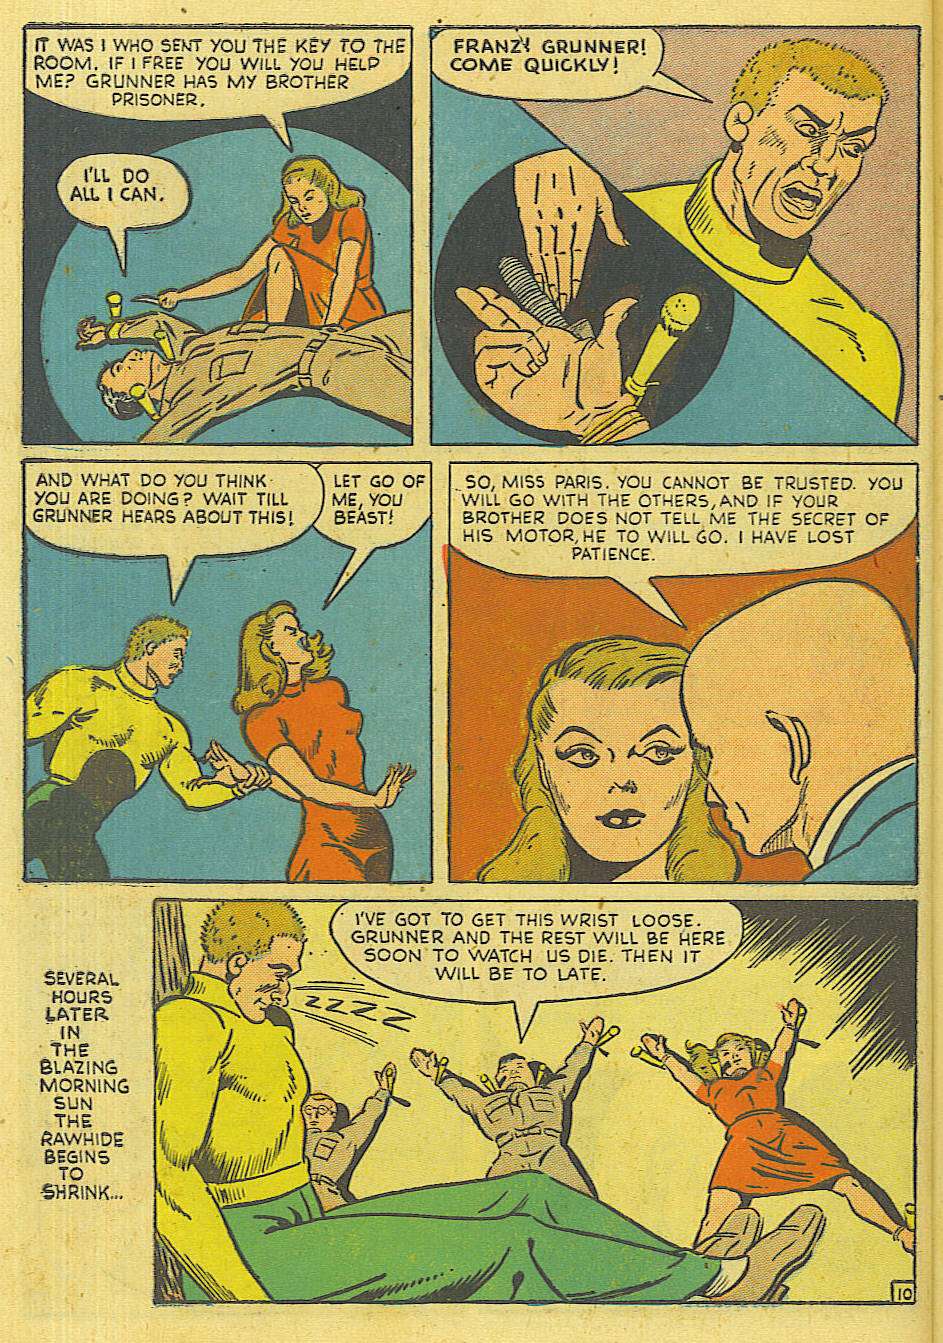 IT WAS I WHO SENT YOU THE KEY TO THE
ROOM. IF I FREE YOU WILL YOU HELP
ME? GRUNNER HAS MY BROTHER
PRISONER.
I'LL DO
ALL I CAN.
FRANZ! GRUNNER!
COME QUICKLY!
AND WHAT DO YOU THINK
YOU ARE DOING? WAIT TILL
GRUNNER HEARS ABOUT THIS!
LET GO OF
ME, YOU
BEAST!
SO, MISS PARIS. YOU CANNOT BE TRUSTED. YOU
WILL GO WITH THE OTHERS, AND IF YOUR
BROTHER DOES NOT TELL ME THE SECRET OF
HIS MOTOR, HE TO WILL GO. I HAVE LOST
PATIENCE.
SEVERAL
HOURS
LATER
IN
THE
BLAZING
MORNING
SUN
THE
RAWHIDE
BEGINS
TO
SHRINK...
I'VE GOT TO GET THIS WRIST LOOSE.
GRUNNER AND THE REST WILL BE HERE
SOON TO WATCH US DIE. THEN IT
WILL BE TO LATE.
ZZZZ
10